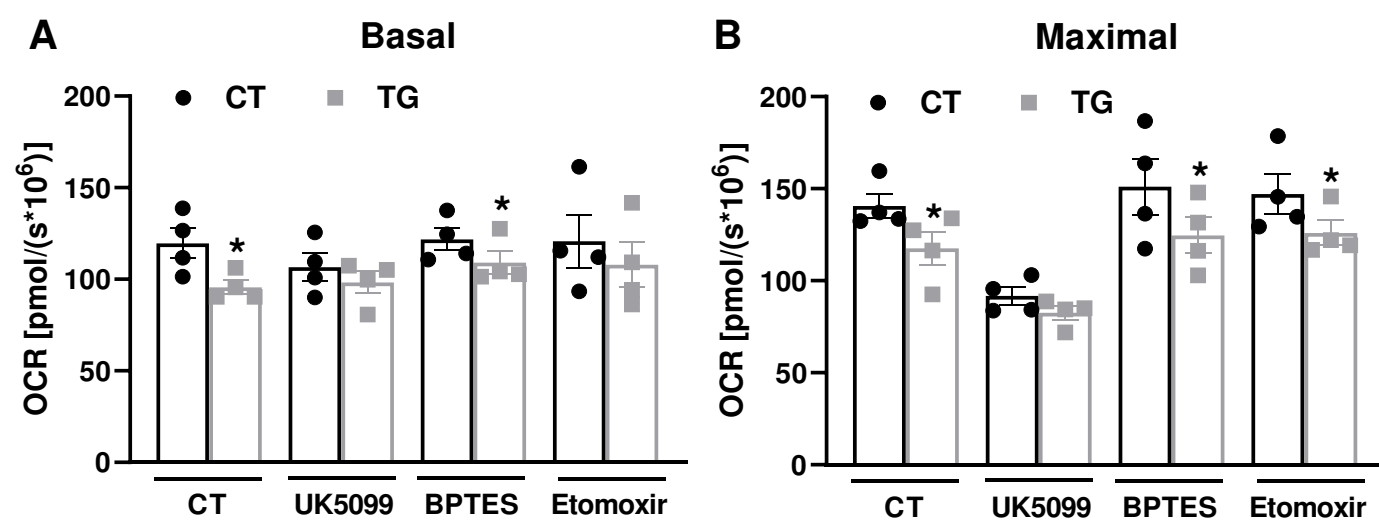 A
Basal
CT
TG
OCR [pmol/(s*10⁶)]
200
150
100
50
0
*
*
CT
UK5099
BPTES
Etomoxir
B
Maximal
CT
TG
OCR [pmol/(s*10⁶)]
200
150
100
50
0
*
*
*
CT
UK5099
BPTES
Etomoxir